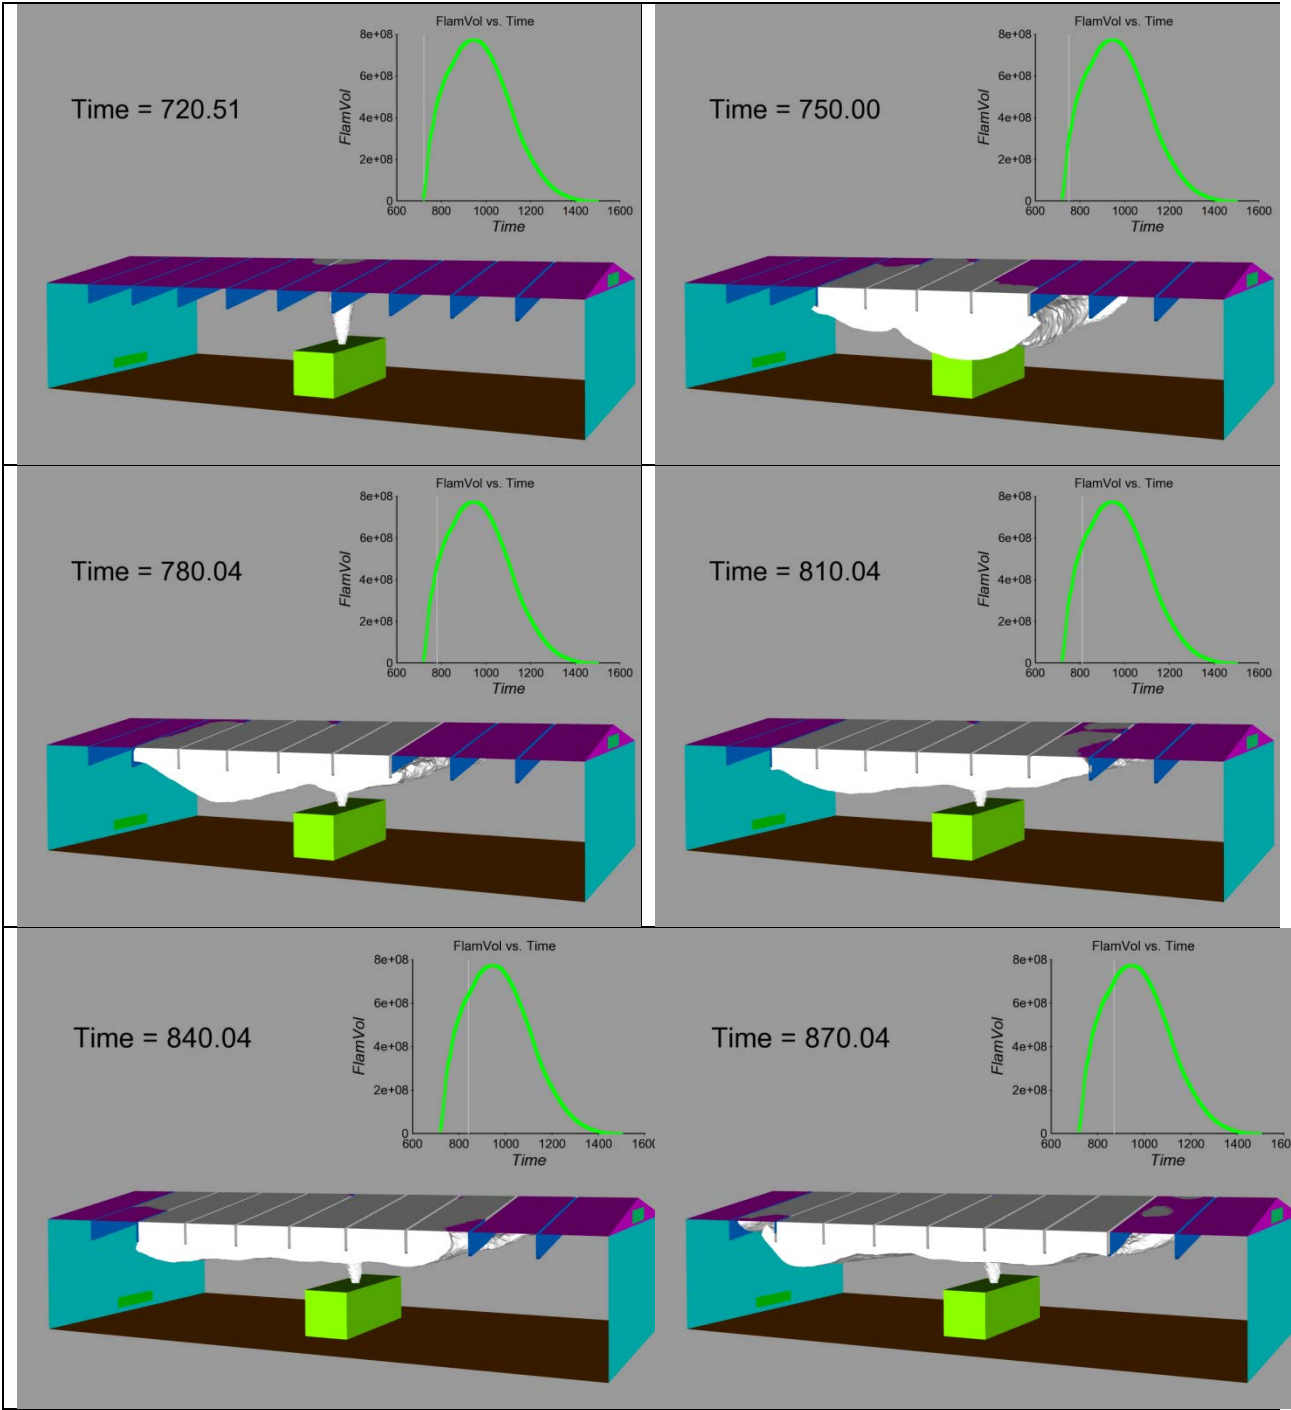 FlamVol vs. Time
8e+08
6e+08
4e+08
2e+08
0
FlamVol
600 800 1000 1200 1400 1600
Time
Time = 720.51
FlamVol vs. Time
8e+08
6e+08
4e+08
2e+08
0
FlamVol
600 800 1000 1200 1400 1600
Time
Time = 750.00
FlamVol vs. Time
8e+08
6e+08
4e+08
2e+08
0
FlamVol
600 800 1000 1200 1400 1600
Time
Time = 780.04
FlamVol vs. Time
8e+08
6e+08
4e+08
2e+08
0
FlamVol
600 800 1000 1200 1400 1600
Time
Time = 810.04
FlamVol vs. Time
8e+08
6e+08
4e+08
2e+08
0
FlamVol
600 800 1000 1200 1400
Time
Time = 840.04
FlamVol vs. Time
8e+08
6e+08
4e+08
2e+08
0
FlamVol
600 800 1000 1200 1400
Time
Time = 870.04